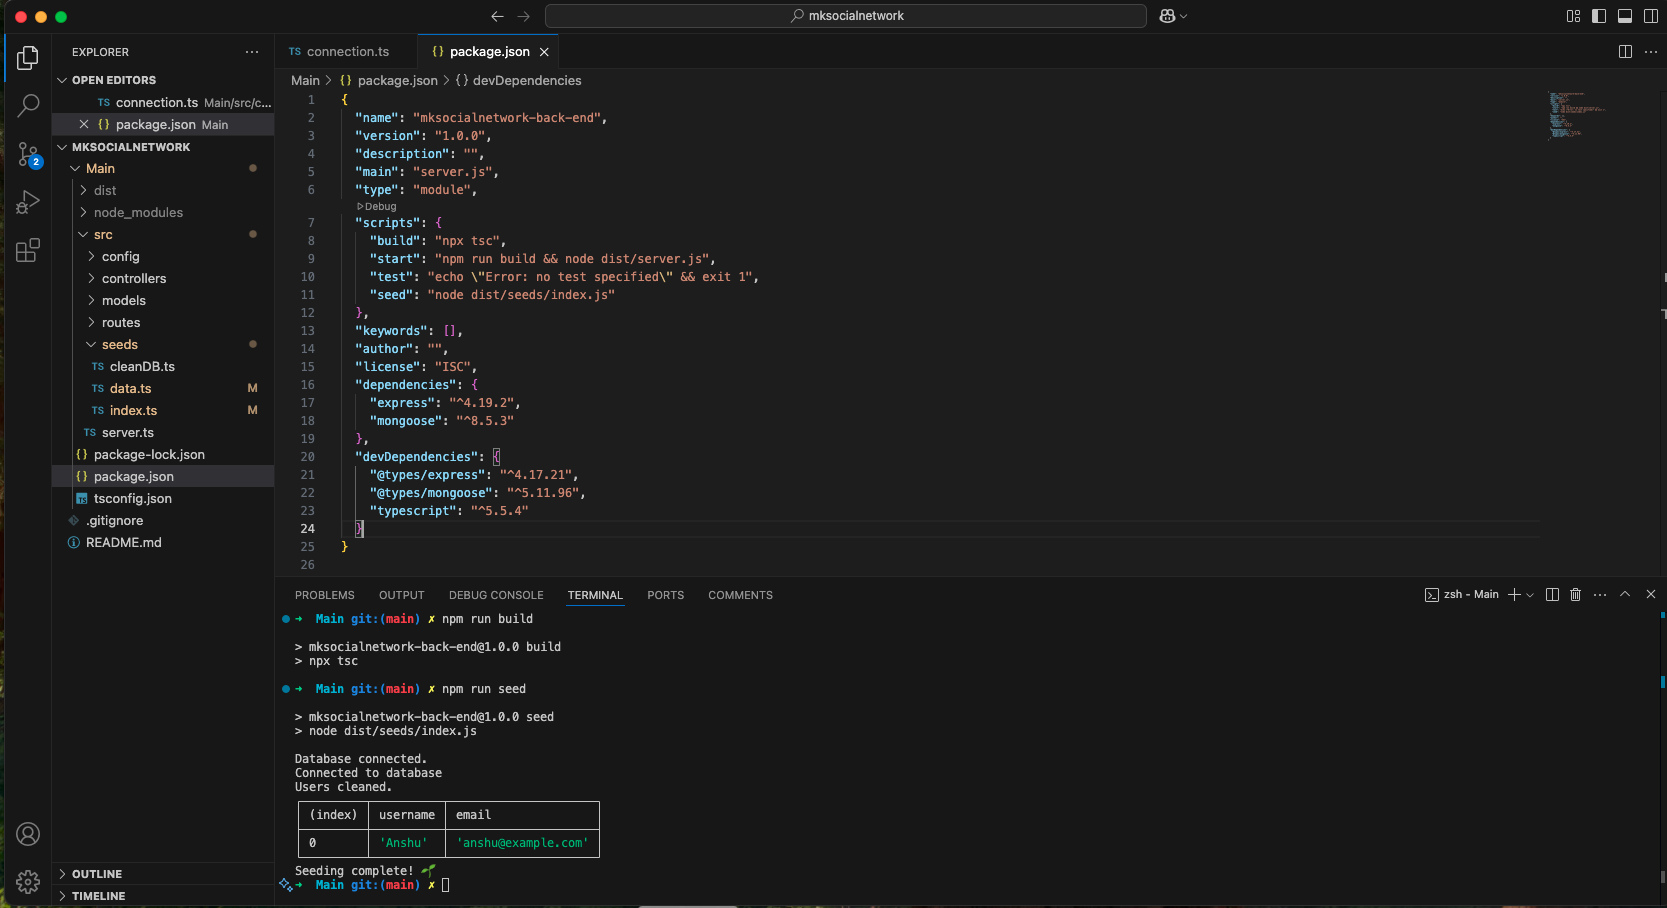 mksocialnetwork
EXPLORER
OPEN EDITORS
TS connection.ts Main/src/c...
{} package.json Main
MKSOCIALNETWORK
Main
dist
node_modules
src
config
controllers
models
routes
seeds
TS cleanDB.ts
TS data.ts M
TS index.ts M
TS server.ts
{} package-lock.json
{} package.json
TS tsconfig.json
.gitignore
README.md
OUTLINE
TIMELINE
2
TS connection.ts
{} package.json
Main > {} package.json > {} devDependencies
1 {
2 "name": "mksocialnetwork-back-end",
3 "version": "1.0.0",
4 "description": "",
5 "main": "server.js",
6 "type": "module",
Debug
7 "scripts": {
8 "build": "npx tsc",
9 "start": "npm run build && node dist/server.js",
10 "test": "echo \"Error: no test specified\" && exit 1",
11 "seed": "node dist/seeds/index.js"
12 },
13 "keywords": [],
14 "author": "",
15 "license": "ISC",
16 "dependencies": {
17 "express": "^4.19.2",
18 "mongoose": "^8.5.3"
19 },
20 "devDependencies": {
21 "@types/express": "^4.17.21",
22 "@types/mongoose": "^5.11.96",
23 "typescript": "^5.5.4"
24 }
25 }
26
PROBLEMS OUTPUT DEBUG CONSOLE TERMINAL PORTS COMMENTS
zsh - Main
➜ Main git:(main) ✗ npm run build
> mksocialnetwork-back-end@1.0.0 build
> npx tsc
➜ Main git:(main) ✗ npm run seed
> mksocialnetwork-back-end@1.0.0 seed
> node dist/seeds/index.js
Database connected.
Connected to database
Users cleaned.
(index) username email
0 'Anshu' 'anshu@example.com'
Seeding complete! 🌱
➜ Main git:(main) ✗